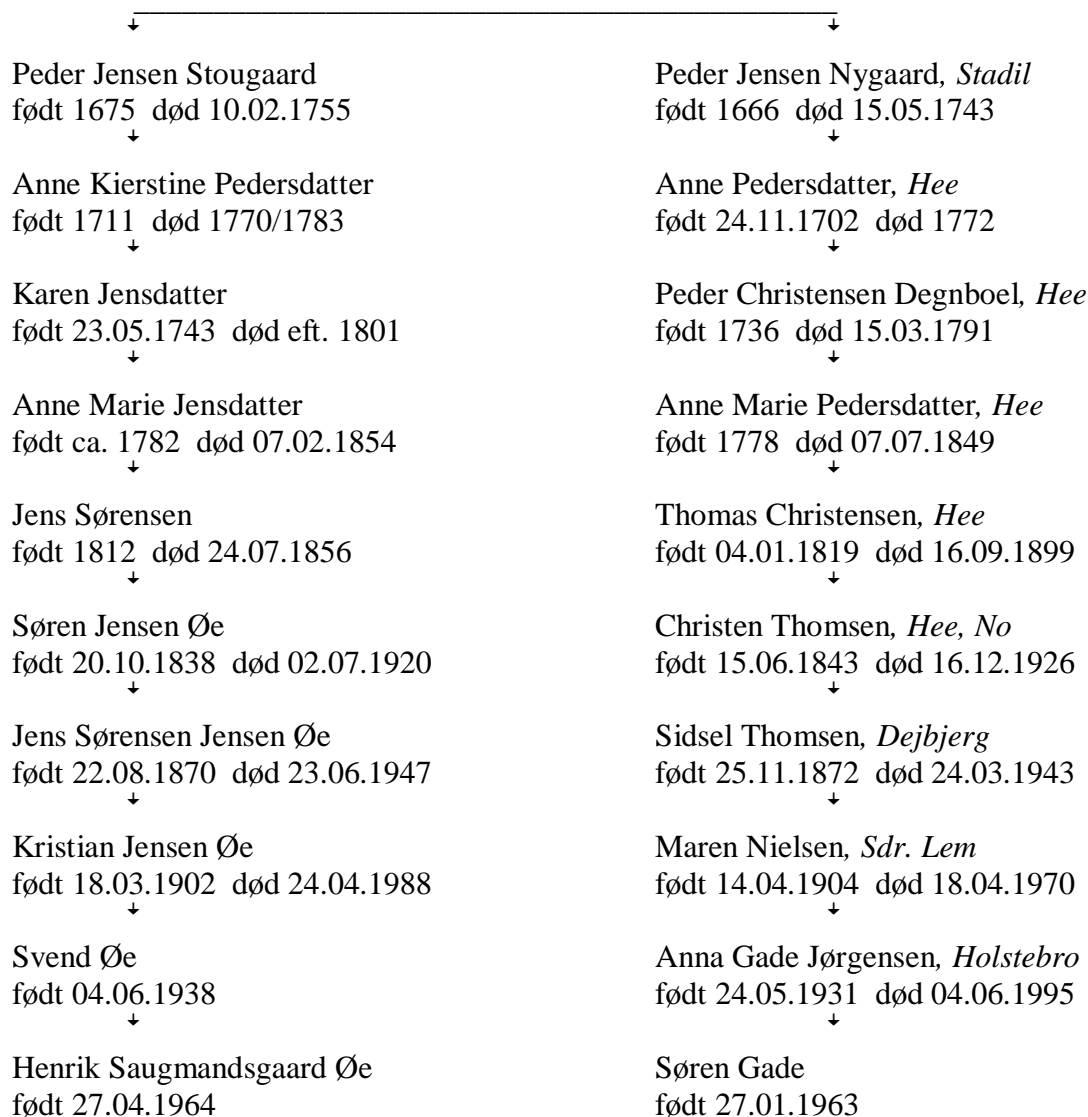 Peder Jensen Stougaard
født 1675 død 10.02.1755
Anne Kierstine Pedersdatter
født 1711 død 1770/1783
Karen Jensdatter
født 23.05.1743 død eft. 1801
Anne Marie Jensdatter
født ca. 1782 død 07.02.1854
Jens Sørensen
født 1812 død 24.07.1856
Søren Jensen Øe
født 20.10.1838 død 02.07.1920
Jens Sørensen Jensen Øe
født 22.08.1870 død 23.06.1947
Kristian Jensen Øe
født 18.03.1902 død 24.04.1988
Svend Øe
født 04.06.1938
Henrik Saugmandsgaard Øe
født 27.04.1964
Peder Jensen Nygaard, Stadil
født 1666 død 15.05.1743
Anne Pedersdatter, Hee
født 24.11.1702 død 1772
Peder Christensen Degnboel, Hee
født 1736 død 15.03.1791
Anne Marie Pedersdatter, Hee
født 1778 død 07.07.1849
Thomas Christensen, Hee
født 04.01.1819 død 16.09.1899
Christen Thomsen, Hee, No
født 15.06.1843 død 16.12.1926
Sidsel Thomsen, Dejbjerg
født 25.11.1872 død 24.03.1943
Maren Nielsen, Sdr. Lem
født 14.04.1904 død 18.04.1970
Anna Gade Jørgensen, Holstebro
født 24.05.1931 død 04.06.1995
Søren Gade
født 27.01.1963